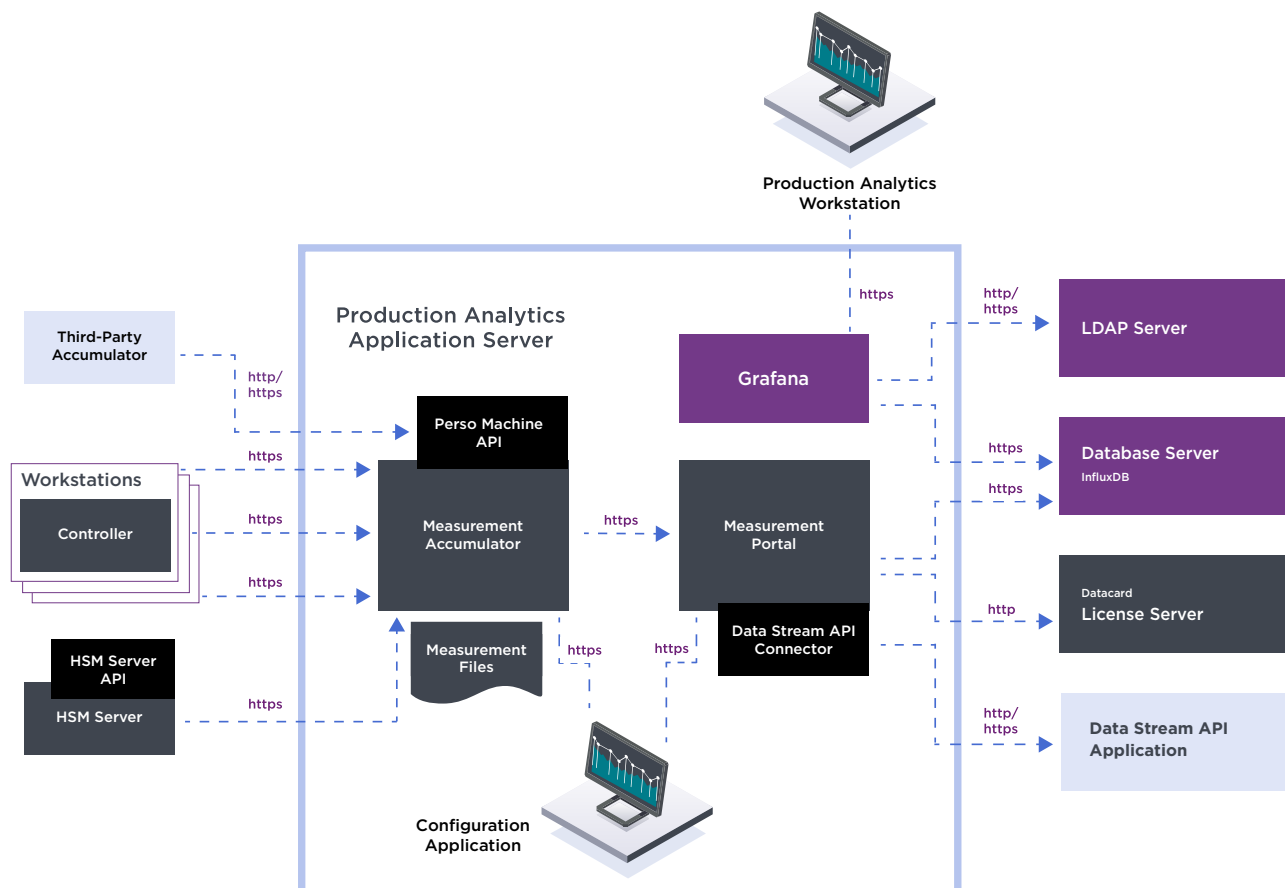 Production Analytics
Workstation
https
http/
https
LDAP Server
Production Analytics
Application Server
Third-Party
Accumulator
http/
https
Grafana
Perso Machine
API
https
Database Server
InfluxDB
https
https
Workstations
Controller
https
https
https
Measurement
Accumulator
https
Measurement
Portal
Datacard
License Server
http
Measurement
Files
https
https
Data Stream API
Connector
HSM Server
API
HSM Server
https
http/
https
Data Stream API
Application
Configuration
Application